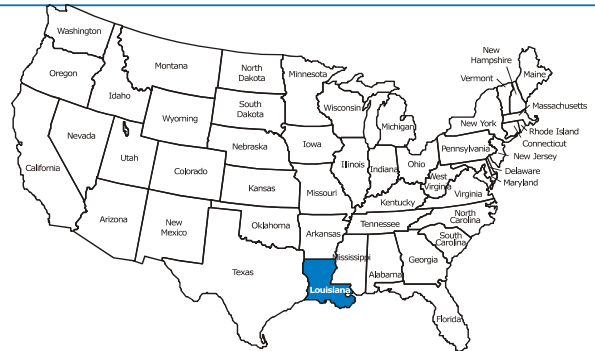 Washington
Oregon
Idaho
Montana
North
Dakota
Minnesota
South
Dakota
Wyoming
Nebraska
Iowa
Wisconsin
Michigan
New
Hampshire
Vermont
Maine
Massachusetts
New York
Rhode Island
Connecticut
Pennsylvania
New Jersey
Delaware
Maryland
California
Nevada
Utah
Colorado
Kansas
Missouri
Illinois
Indiana
Ohio
West
Virginia
Virginia
Kentucky
North
Carolina
Tennessee
South
Carolina
Arizona
New
Mexico
Oklahoma
Arkansas
Texas
Louisiana
Mississippi
Alabama
Georgia
Florida